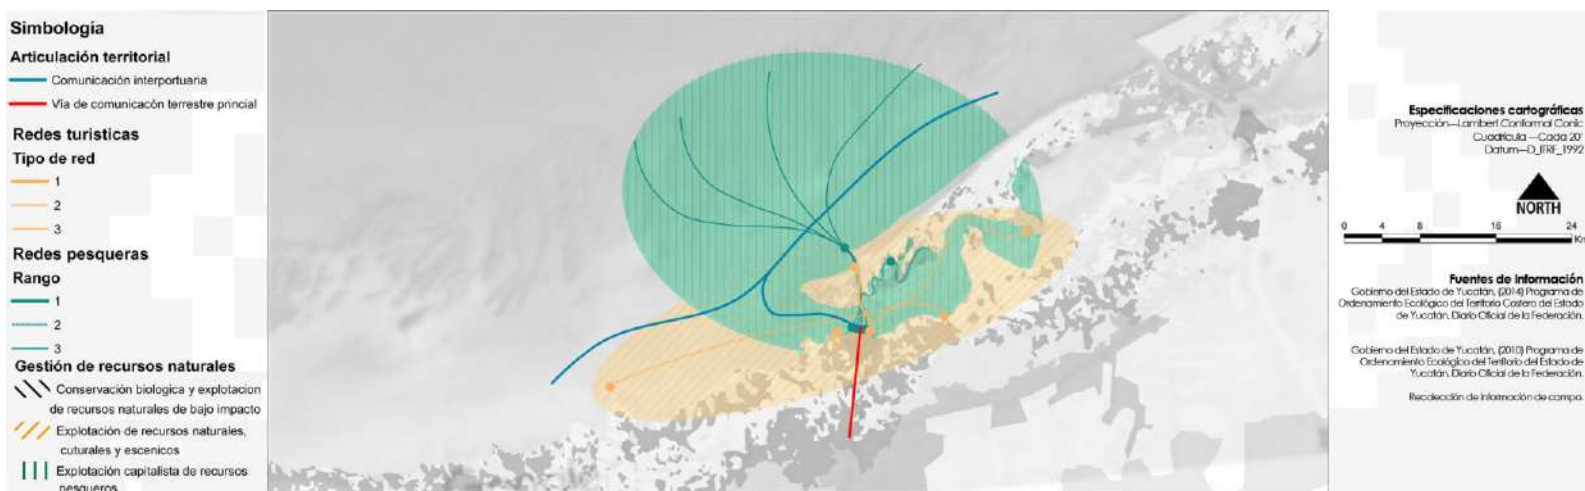 Simbología
Articulación territorial
Comunicación interportuaria
Vía de comunicacón terrestre princial
Redes turisticas
Tipo de red
1
2
3
Redes pesqueras
Rango
1
2
3
Gestión de recursos naturales
Conservación biologica y explotacion
de recursos naturales de bajo impacto
Explotación de recursos naturales,
cuturales y escenicos
Explotación capitalista de recursos
pesqueros
Especificaciones cartográficas
Proyección—Lambert Conformal Conic
Cuadrícula—Cada 20'
Datum—D_ITRF_1992
NORTH
0 4 8 16 24
Km
Fuentes de Información
Gobierno del Estado de Yucatán, (2014) Programa de
Ordenamiento Ecológico del Territorio Costero del Estado
de Yucatán. Diario Oficial de la Federación.
Gobierno del Estado de Yucatán, (2010) Programa de
Ordenamiento Ecológico del Territorio del Estado de
Yucatán. Diario Oficial de la Federación.
Recolección de información de campo.